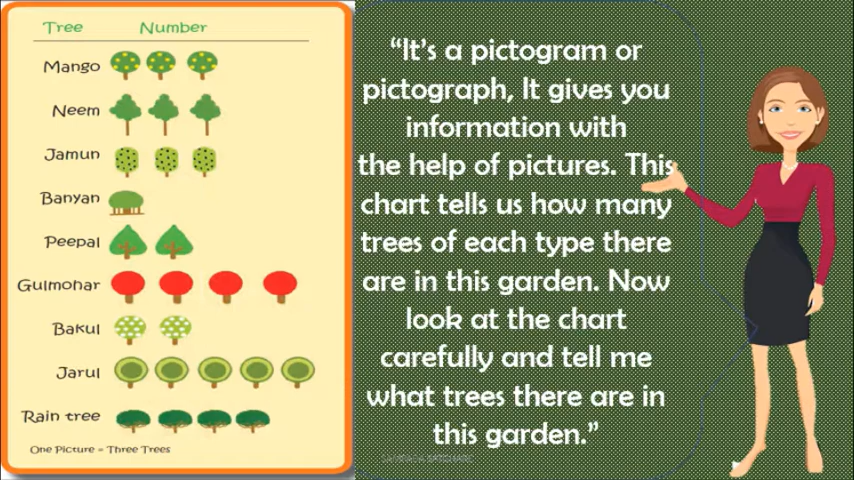 Tree Number
Mango
Neem
Jamun
Banyan
Peepal
Gulmohar
Bakul
Jarul
Rain tree
One Picture = Three Trees
“It's a pictogram or
pictograph, It gives you
information with
the help of pictures. This
chart tells us how many
trees of each type there
are in this garden. Now
look at the chart
carefully and tell me
what trees there are in
this garden.”